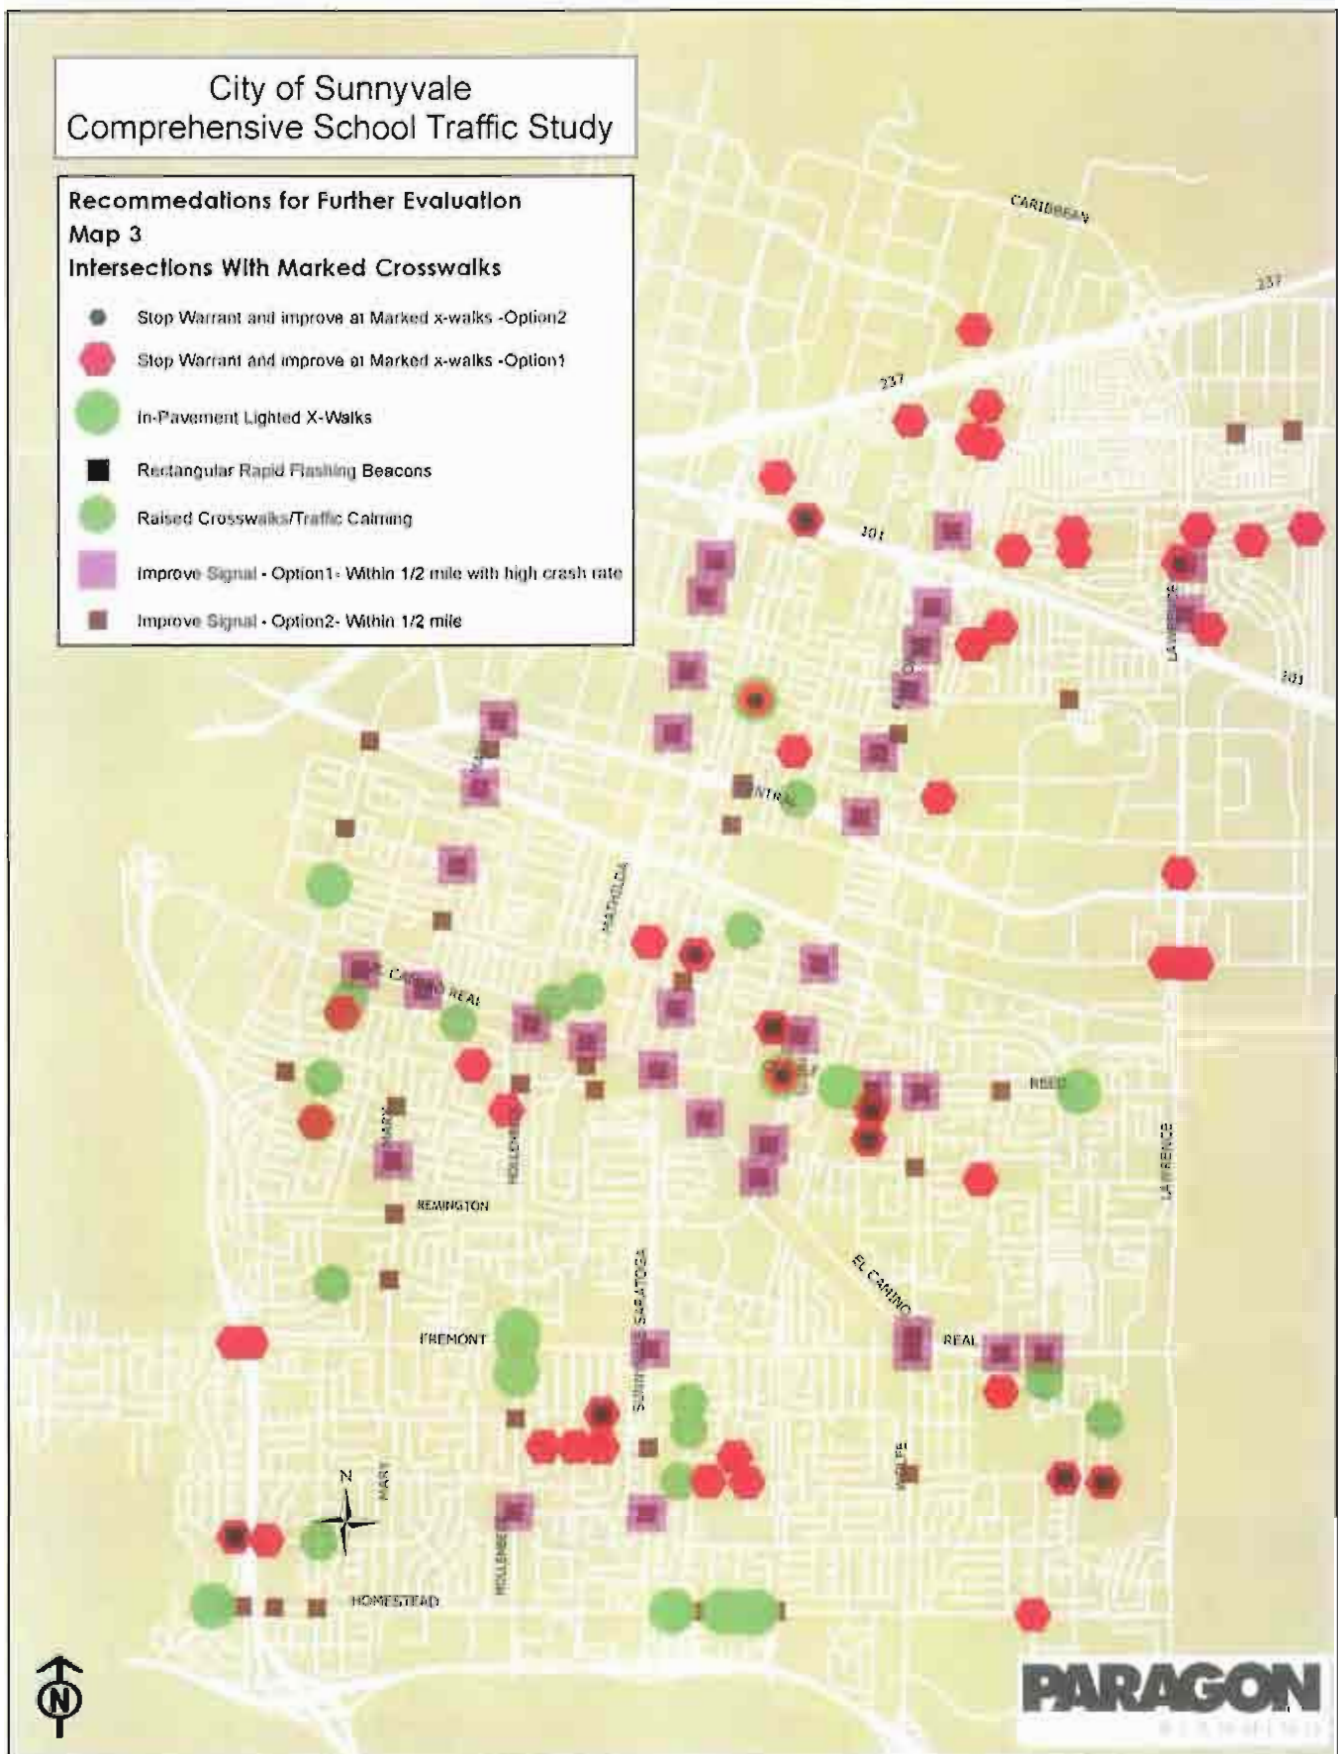 City of Sunnyvale
Comprehensive School Traffic Study
Recommedations for Further Evaluation
Map 3
Intersections With Marked Crosswalks
Stop Warrant and improve at Marked x-walks -Option2
Stop Warrant and improve at Marked x-walks -Option1
In-Pavement Lighted X-Walks
Rectangular Rapid Flashing Beacons
Raised Crosswalks/Traffic Calming
Improve Signal - Option1- Within 1/2 mile with high crash rate
Improve Signal - Option2- Within 1/2 mile
CARIBBEAN
237
237
101
LAWRENCE
101
MATHILDA
EL CAMINO REAL
REED
MARY
LAWRENCE
REMINGTON
EL CAMINO
FREMONT
REAL
WOLFE
N
MARY
HOMESTEAD
N
PARAGON